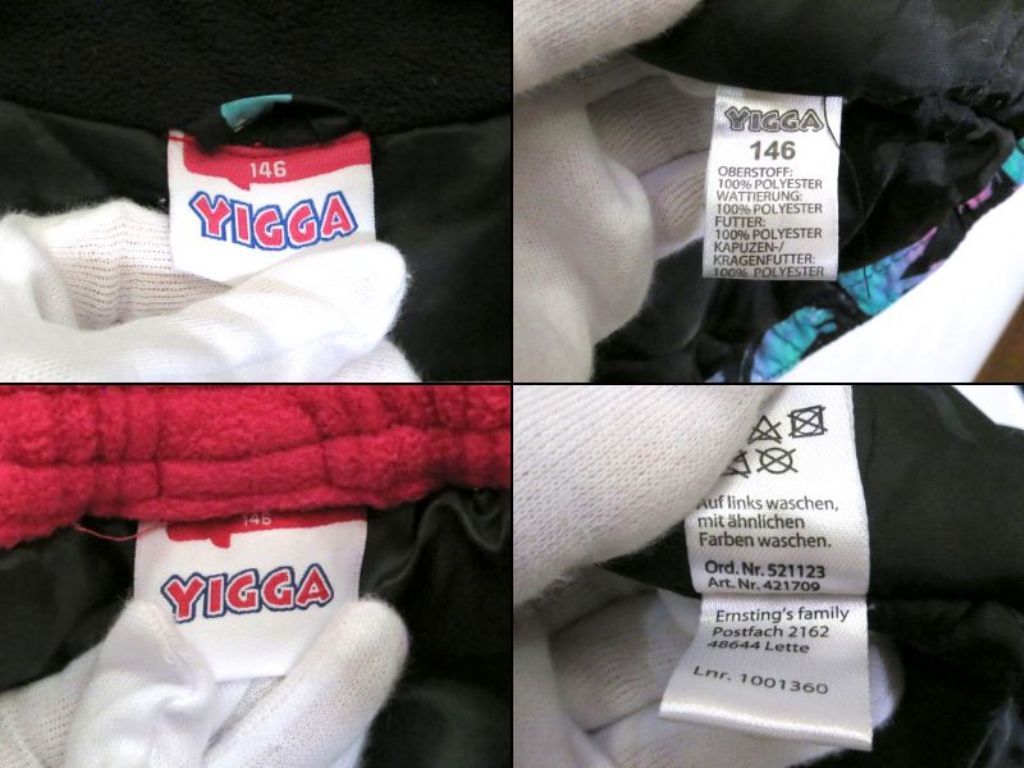 146
YIGGA
YIGGA
146
OBERSTOFF:
100% POLYESTER
WATTIERUNG:
100% POLYESTER
FUTTER:
100% POLYESTER
KAPUZEN-/
KRAGENFUTTER:
100% POLYESTER
146
YIGGA
Auf links waschen,
mit ähnlichen
Farben waschen.
Ord. Nr. 521123
Art. Nr. 421709
Ernsting's family
Postfach 2162
48644 Lette
Lnr. 1001360